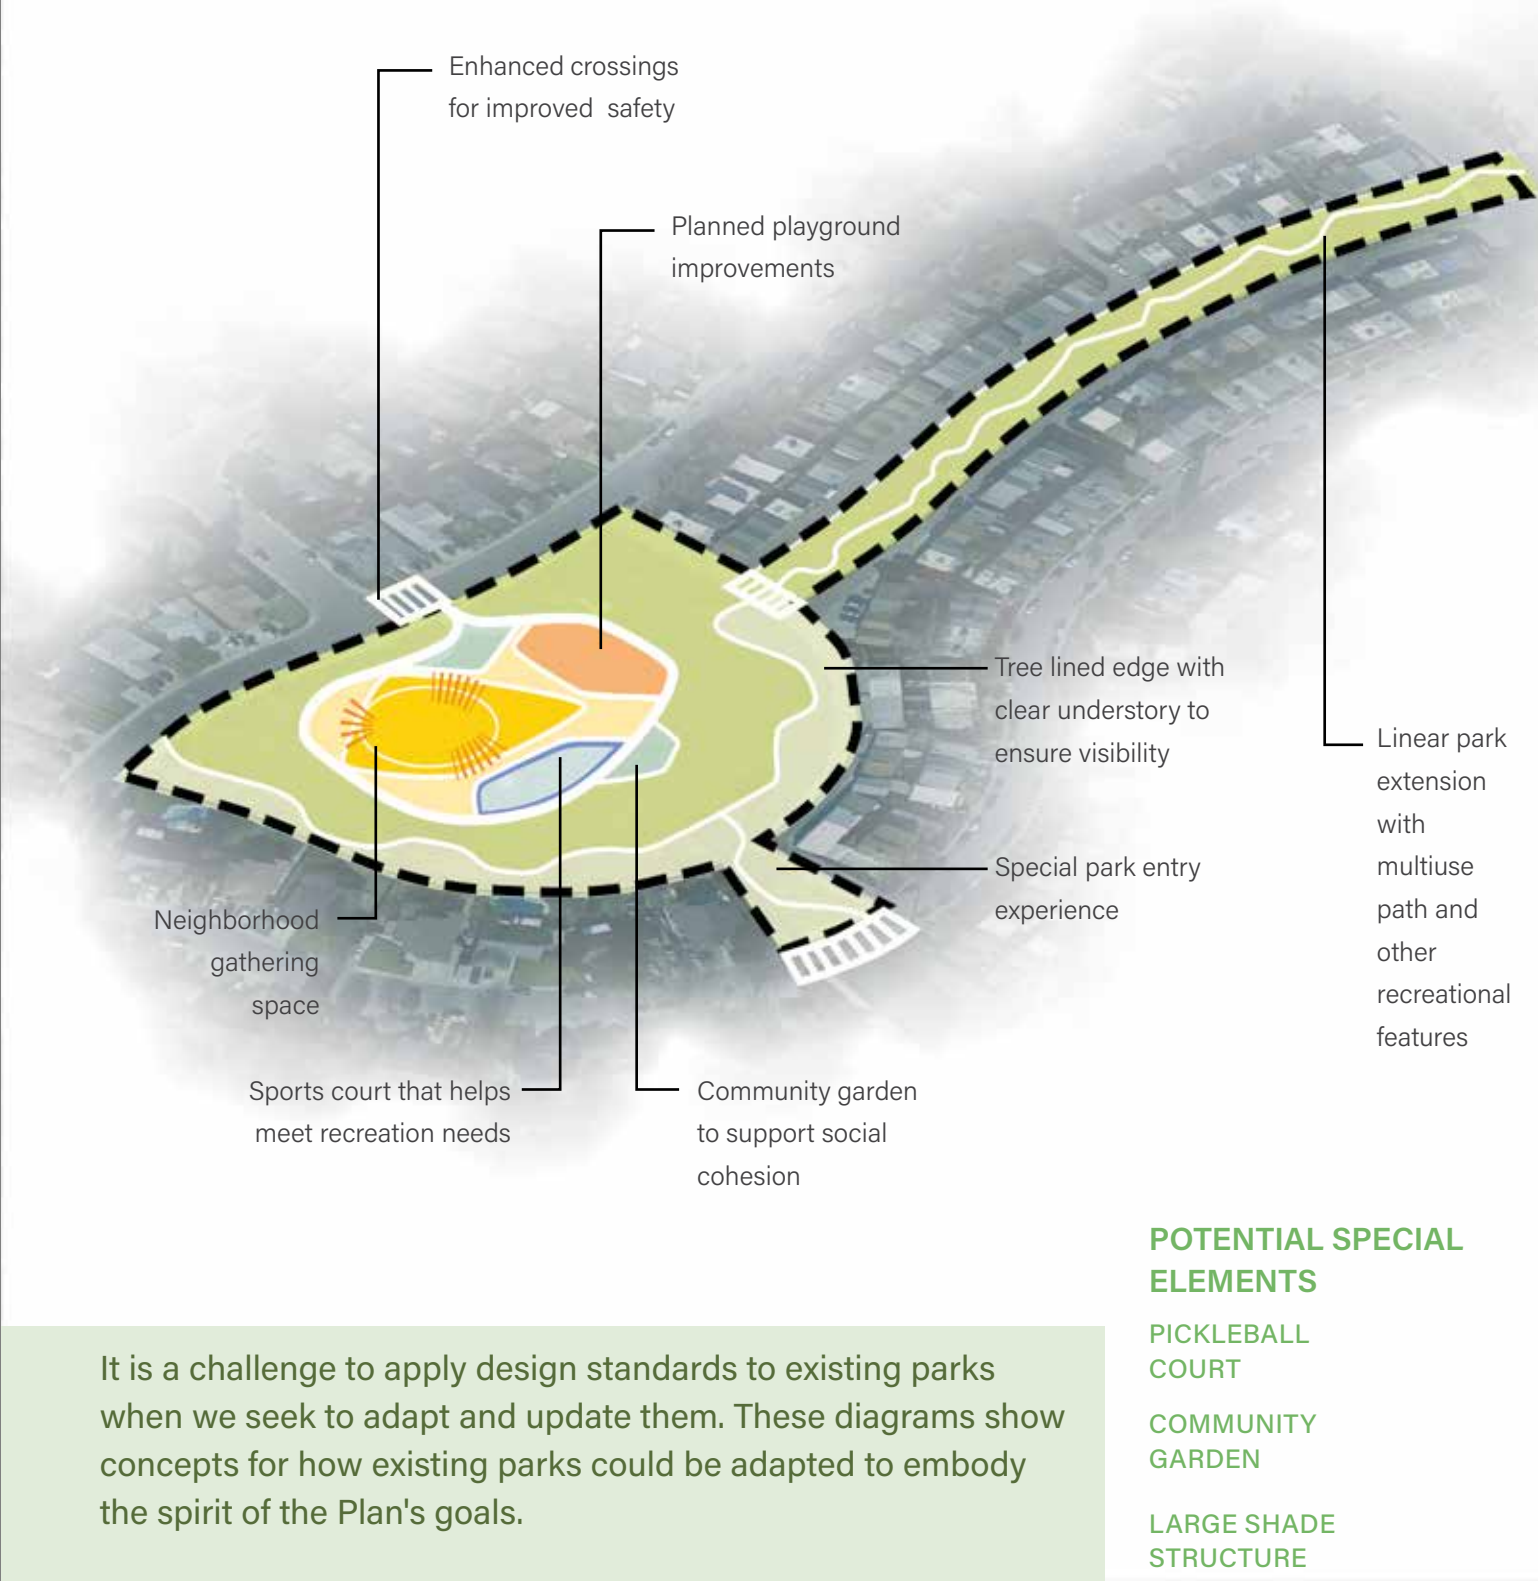 Enhanced crossings
for improved safety
Planned playground
improvements
Tree lined edge with
clear understory to
ensure visibility
Linear park
extension
with
multiuse
path and
other
recreational
features
Special park entry
experience
Neighborhood
gathering
space
Sports court that helps
meet recreation needs
Community garden
to support social
cohesion
POTENTIAL SPECIAL
ELEMENTS
PICKLEBALL
COURT
COMMUNITY
GARDEN
LARGE SHADE
STRUCTURE
It is a challenge to apply design standards to existing parks
when we seek to adapt and update them. These diagrams show
concepts for how existing parks could be adapted to embody
the spirit of the Plan's goals.